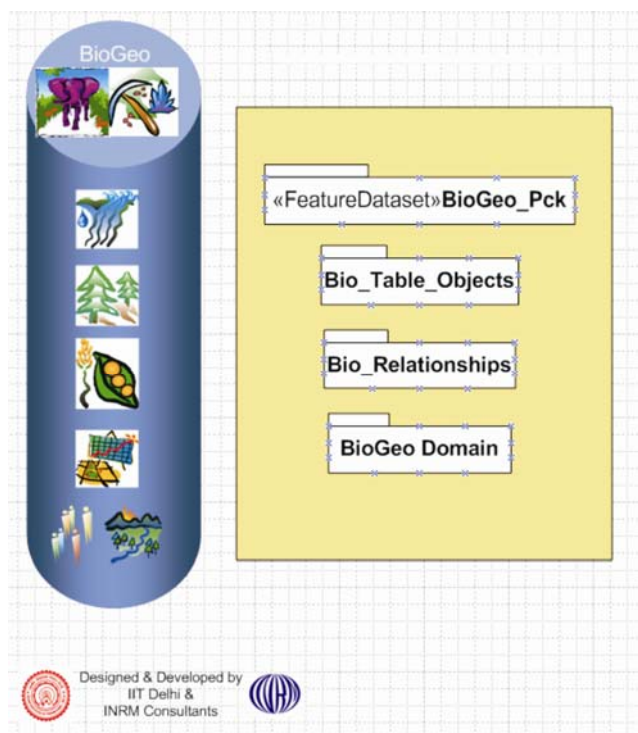 BioGeo
«FeatureDataset»BioGeo_Pck
Bio_Table_Objects
Bio_Relationships
BioGeo Domain
Designed & Developed by
IIT Delhi &
INRM Consultants